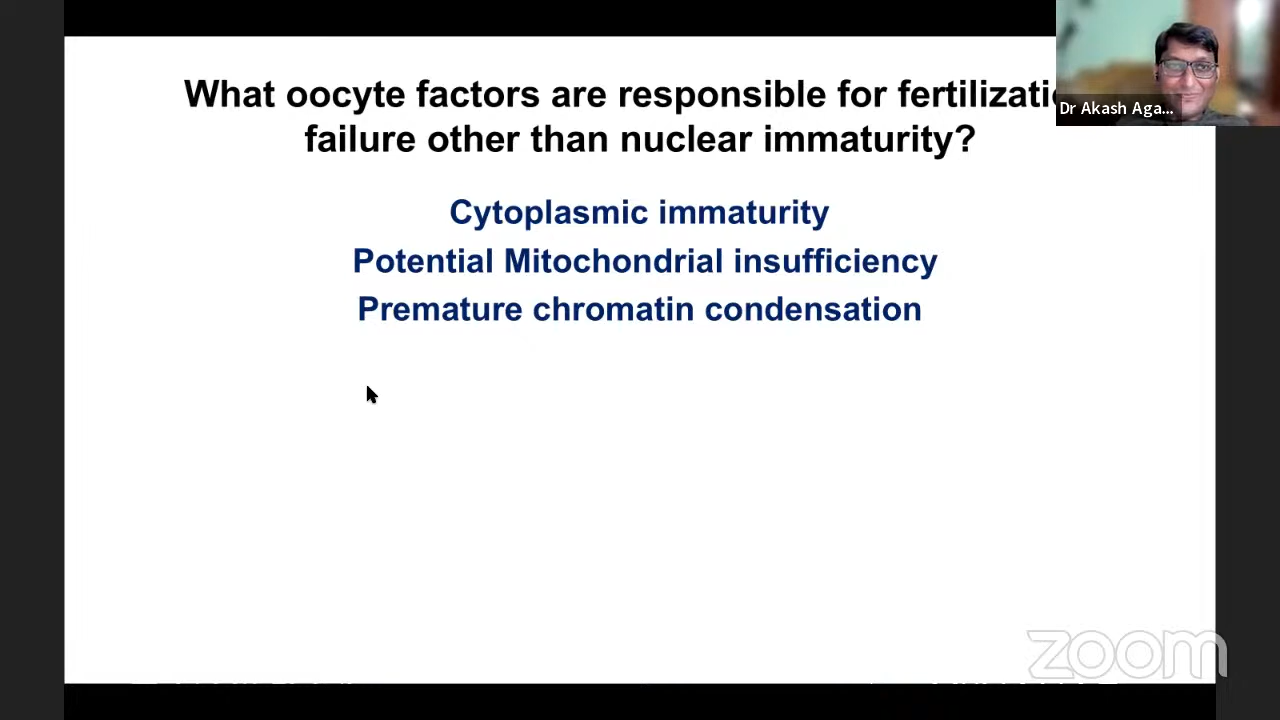 What oocyte factors are responsible for fertilizatio
failure other than nuclear immaturity?
Cytoplasmic immaturity
Potential Mitochondrial insufficiency
Premature chromatin condensation
Dr Akash Aga...
zoom